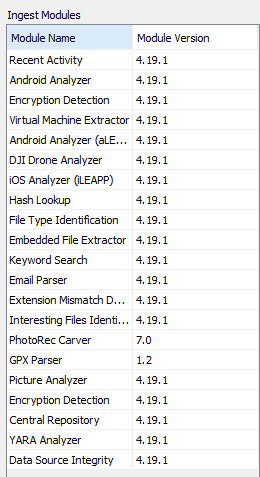 Ingest Modules
Module Name Module Version
Recent Activity 4.19.1
Android Analyzer 4.19.1
Encryption Detection 4.19.1
Virtual Machine Extractor 4.19.1
Android Analyzer (aLE... 4.19.1
DJI Drone Analyzer 4.19.1
iOS Analyzer (iLEAPP) 4.19.1
Hash Lookup 4.19.1
File Type Identification 4.19.1
Embedded File Extractor 4.19.1
Keyword Search 4.19.1
Email Parser 4.19.1
Extension Mismatch D... 4.19.1
Interesting Files Identi... 4.19.1
PhotoRec Carver 7.0
GPX Parser 1.2
Picture Analyzer 4.19.1
Encryption Detection 4.19.1
Central Repository 4.19.1
YARA Analyzer 4.19.1
Data Source Integrity 4.19.1